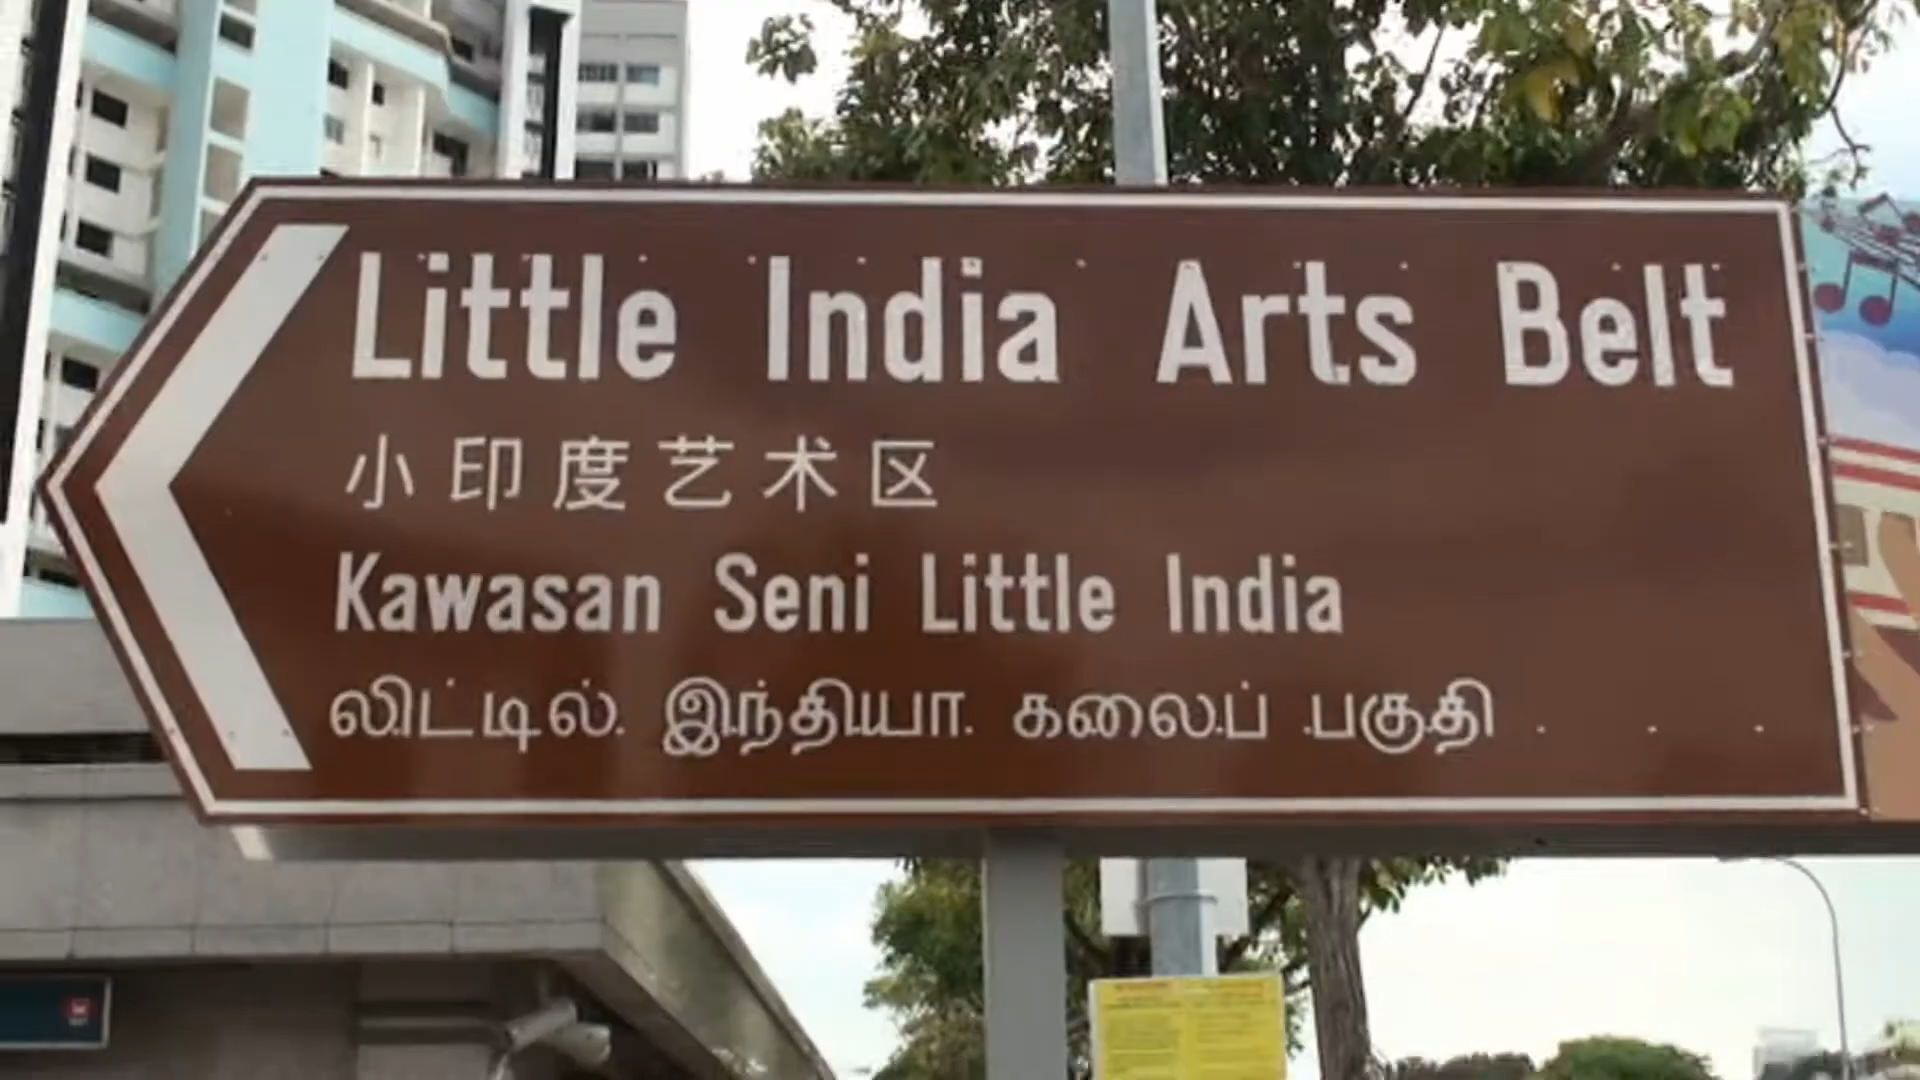 Little India Arts Belt
小印度艺术区
Kawasan Seni Little India
லிட்டில் இந்தியா கலைப் பகுதி